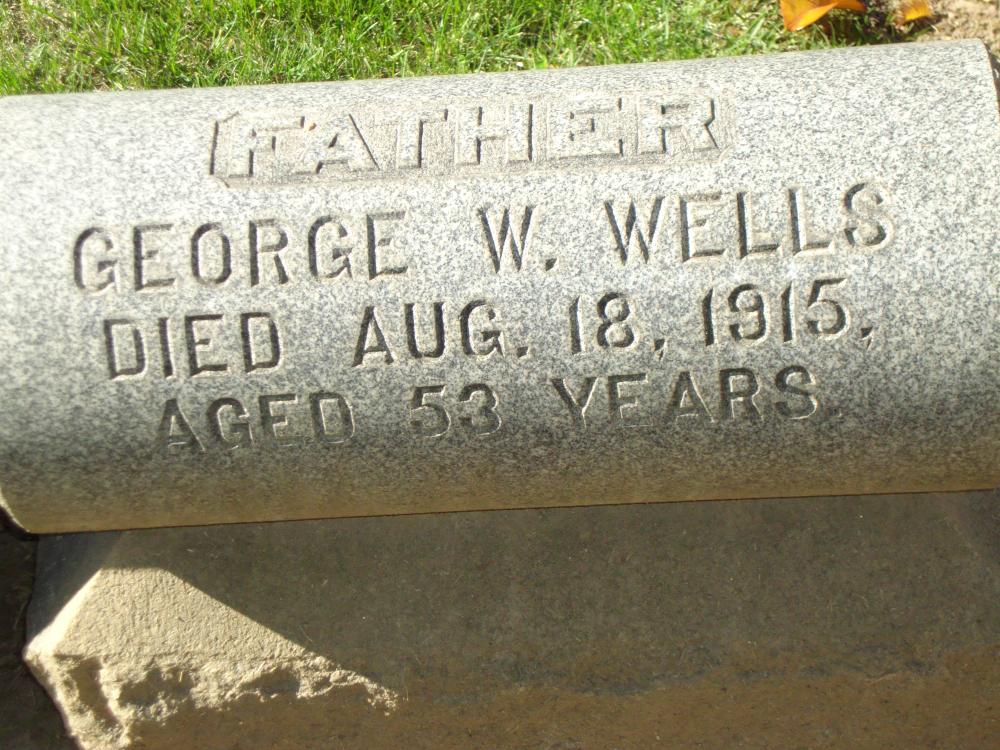 FATHER
GEORGE W. WELLS
DIED AUG. 18, 1915,
AGED 53 YEARS.